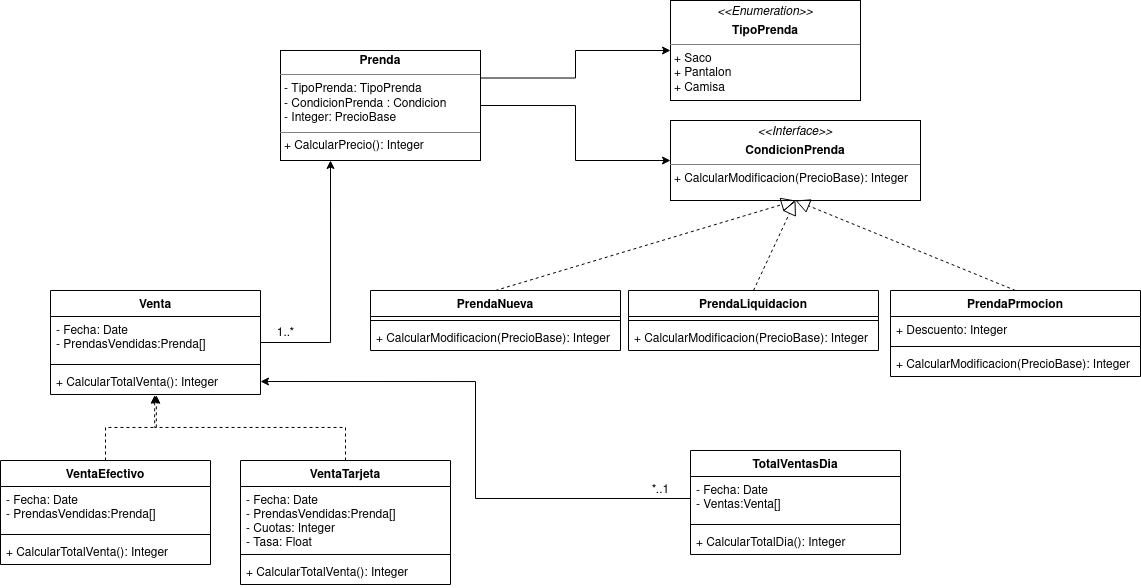 <<Enumeration>>
TipoPrenda
+ Saco
+ Pantalon
+ Camisa
Prenda
- TipoPrenda: TipoPrenda
- CondicionPrenda : Condicion
- Integer: PrecioBase
+ CalcularPrecio(): Integer
<<Interface>>
CondicionPrenda
+ CalcularModificacion(PrecioBase): Integer
Venta
- Fecha: Date
- PrendasVendidas:Prenda[]
+ CalcularTotalVenta(): Integer
1..*
PrendaNueva
+ CalcularModificacion(PrecioBase): Integer
PrendaLiquidacion
+ CalcularModificacion(PrecioBase): Integer
PrendaPrmocion
+ Descuento: Integer
+ CalcularModificacion(PrecioBase): Integer
VentaEfectivo
- Fecha: Date
- PrendasVendidas:Prenda[]
+ CalcularTotalVenta(): Integer
VentaTarjeta
- Fecha: Date
- PrendasVendidas:Prenda[]
- Cuotas: Integer
- Tasa: Float
+ CalcularTotalVenta(): Integer
*..1
TotalVentasDia
- Fecha: Date
- Ventas:Venta[]
+ CalcularTotalDia(): Integer